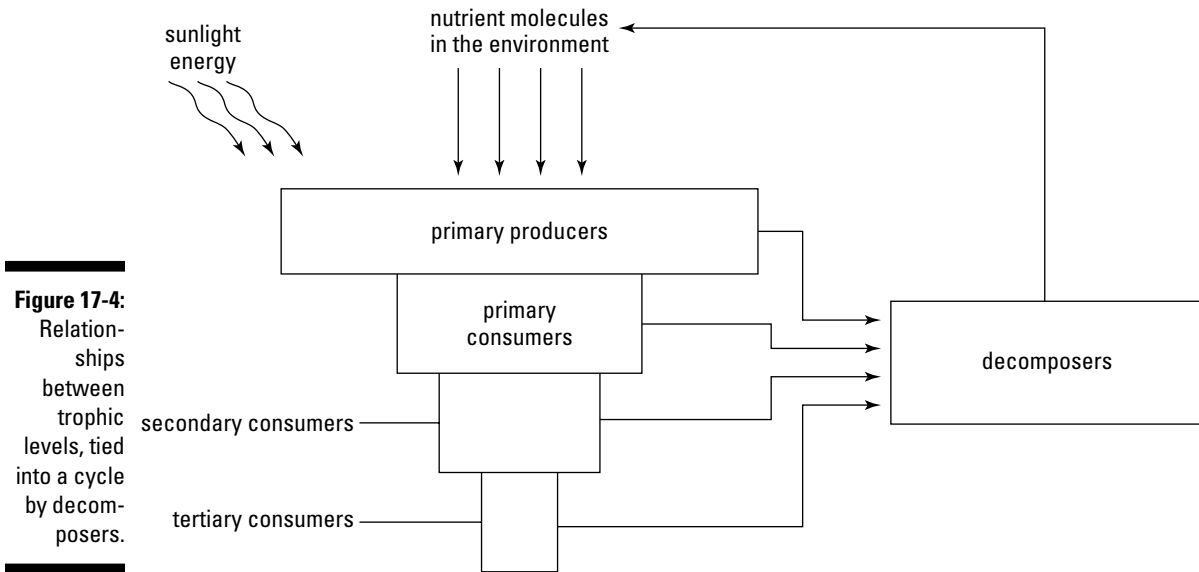 sunlight
energy
nutrient molecules
in the environment
primary producers
primary
consumers
decomposers
secondary consumers
tertiary consumers
Figure 17-4:
Relation-
ships
between
trophic
levels, tied
into a cycle
by decom-
posers.